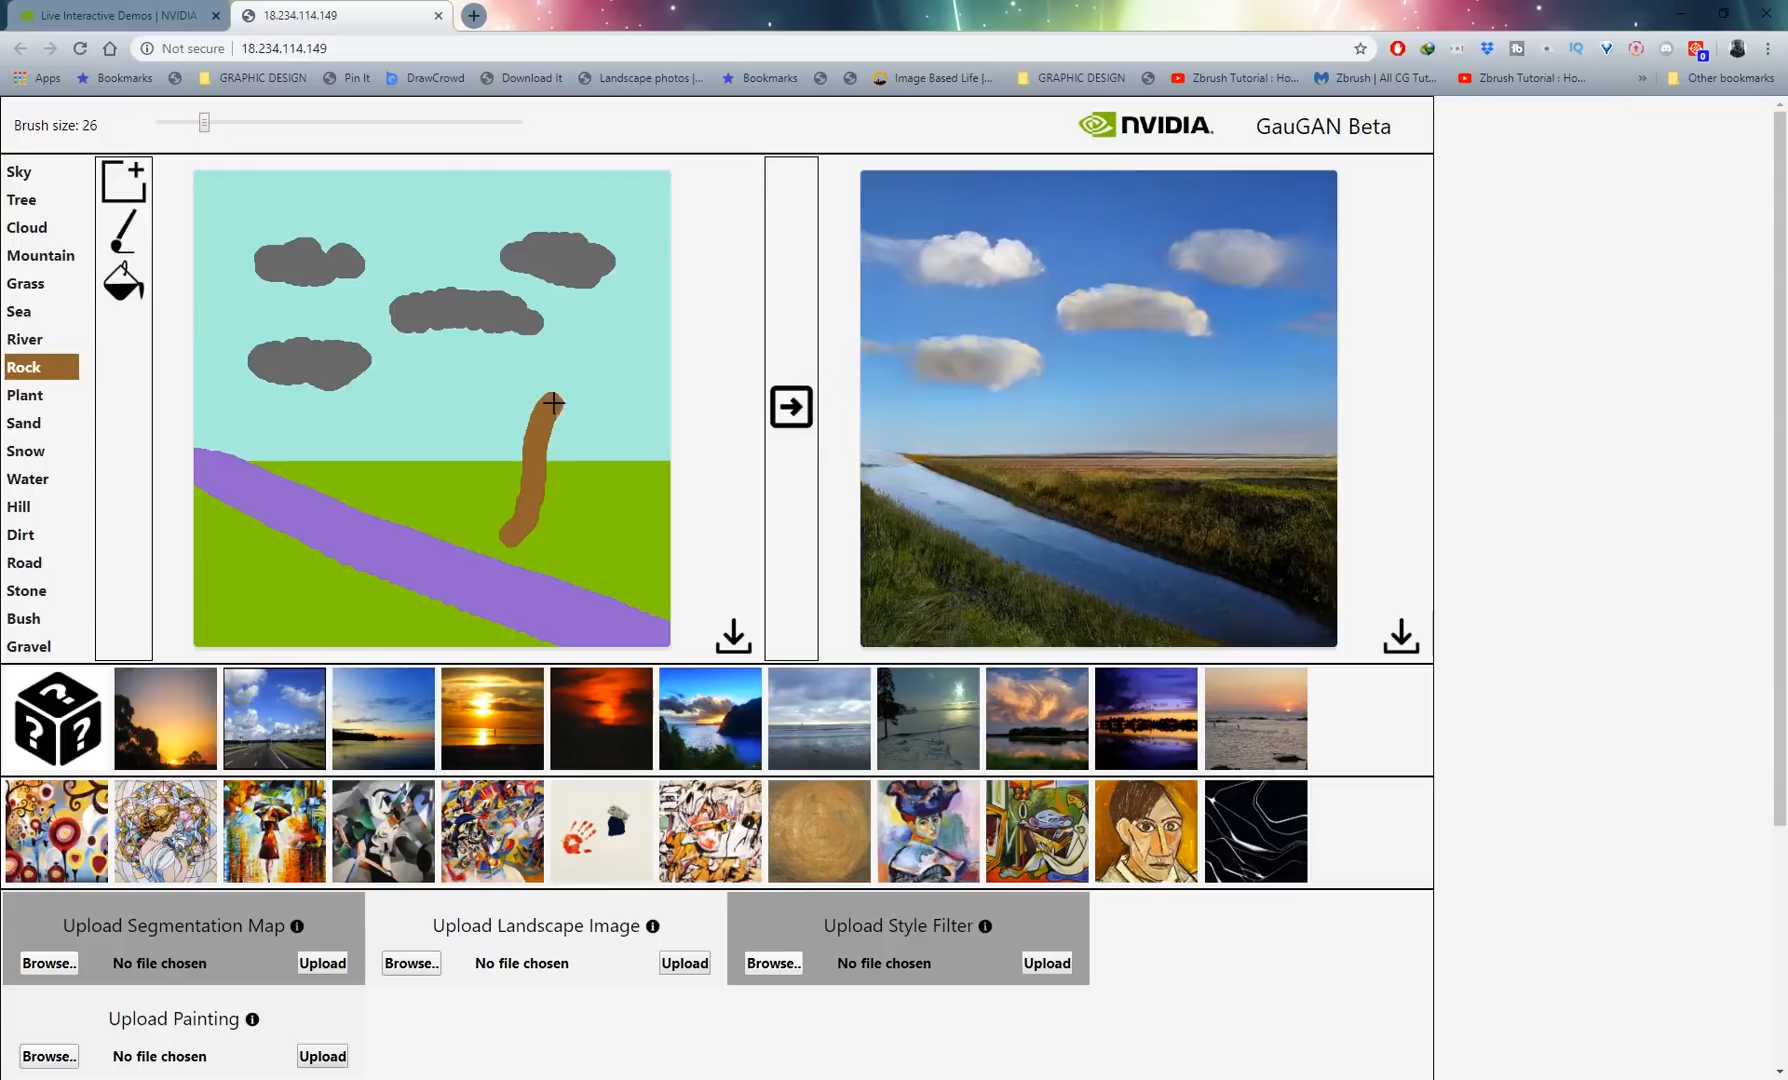 Live Interactive Demos | NVIDIA
18.234.114.149
Not secure
18.234.114.149
Apps
Bookmarks
GRAPHIC DESIGN
Pin It
DrawCrowd
Download It
Landscape photos |...
Bookmarks
Image Based Life |...
GRAPHIC DESIGN
Zbrush Tutorial : Ho...
Zbrush | All CG Tut...
Zbrush Tutorial : Ho...
»
Other bookmarks
Brush size: 26
NVIDIA.
GauGAN Beta
Sky
Tree
Cloud
Mountain
Grass
Sea
River
Rock
Plant
Sand
Snow
Water
Hill
Dirt
Road
Stone
Bush
Gravel
? ? ?
Upload Segmentation Map
Browse..
No file chosen
Upload
Upload Landscape Image
Browse..
No file chosen
Upload
Upload Style Filter
Browse..
No file chosen
Upload
Upload Painting
Browse..
No file chosen
Upload